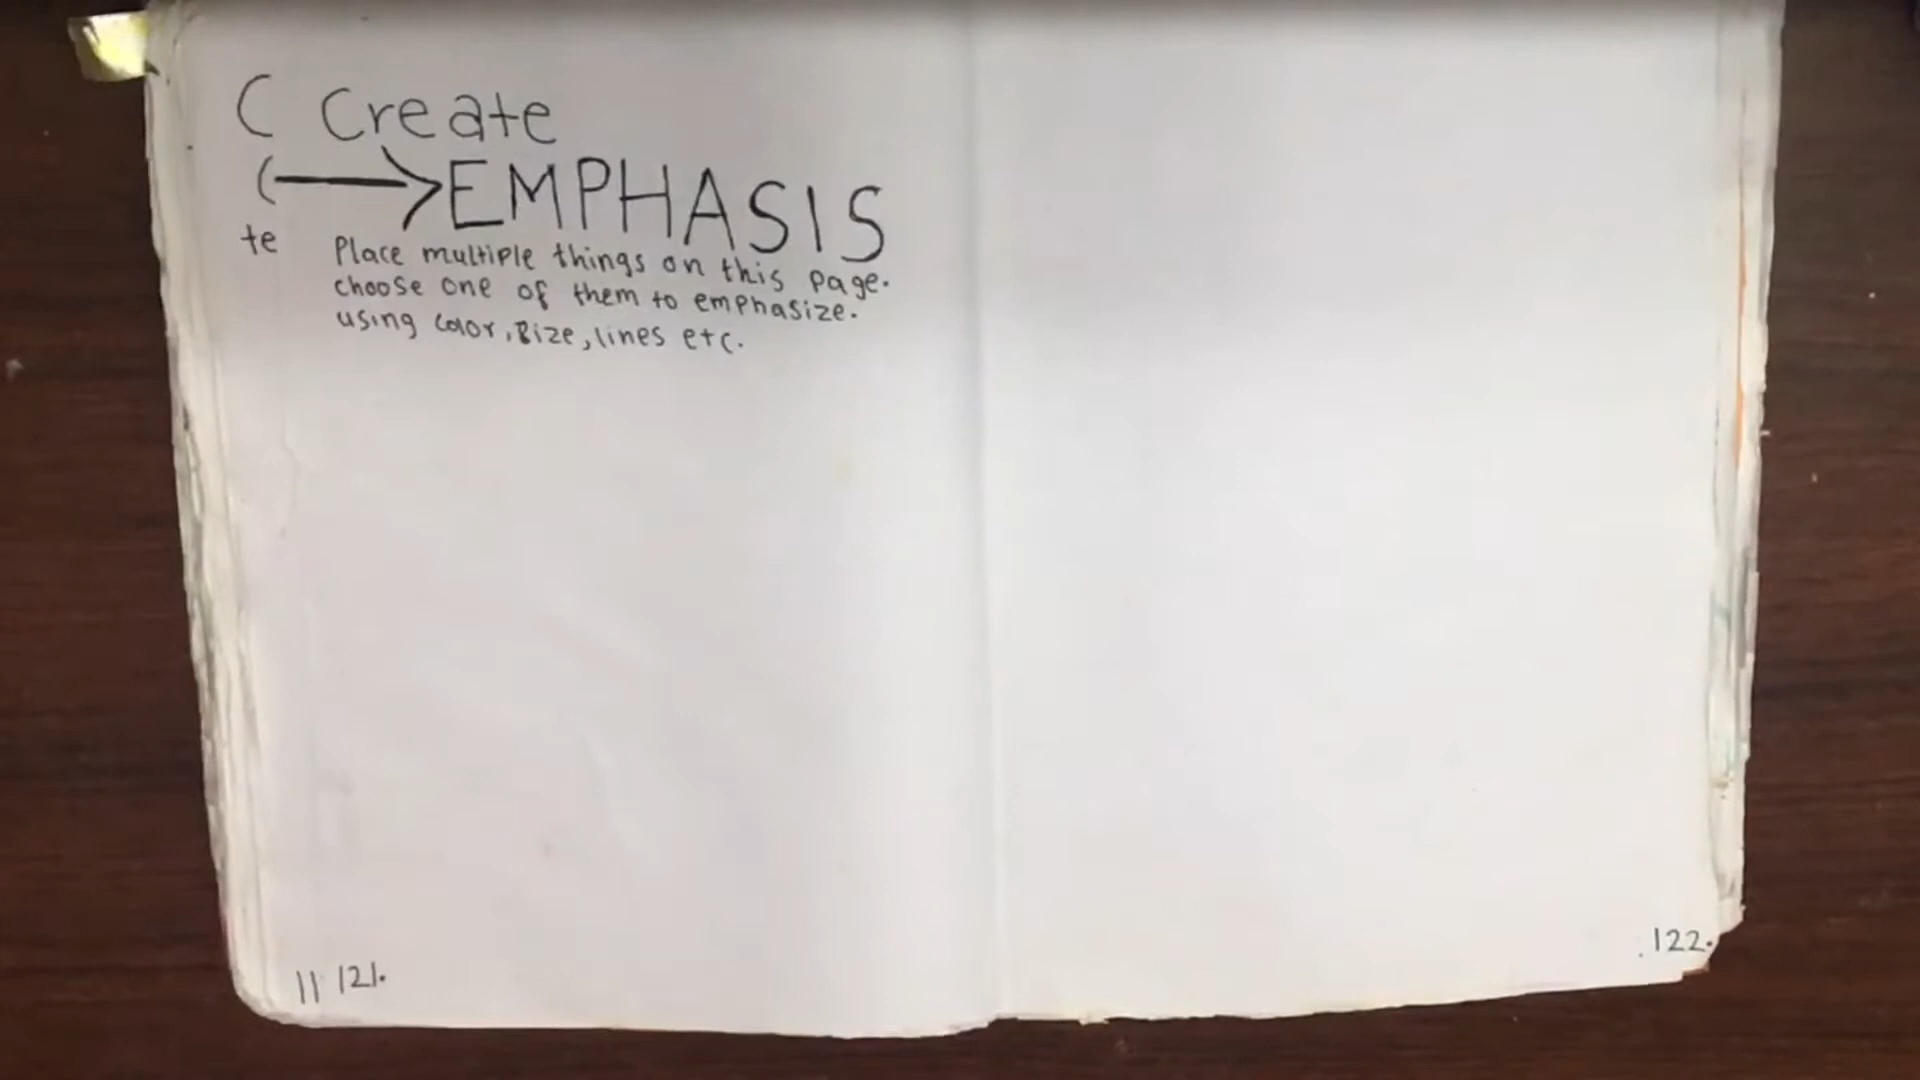 C Create
(→ EMPHASIS
te Place multiple things on this page.
choose one of them to emphasize.
using color, size, lines etc.
11 121.
122.